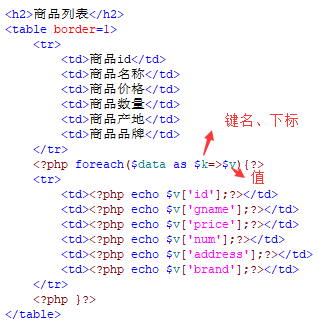 <h2>商品列表</h2>
<table border=1>
<tr>
<td>商品id</td>
<td>商品名称</td>
<td>商品价格</td>
<td>商品数量</td>
<td>商品产地</td>
<td>商品品牌</td>
</tr>
键名、下标
<?php foreach($data as $k=>$v){?>
值
<tr>
<td><?php echo $v['id'];?></td>
<td><?php echo $v['gname'];?></td>
<td><?php echo $v['price'];?></td>
<td><?php echo $v['num'];?></td>
<td><?php echo $v['address'];?></td>
<td><?php echo $v['brand'];?></td>
</tr>
<?php }?>
</table>